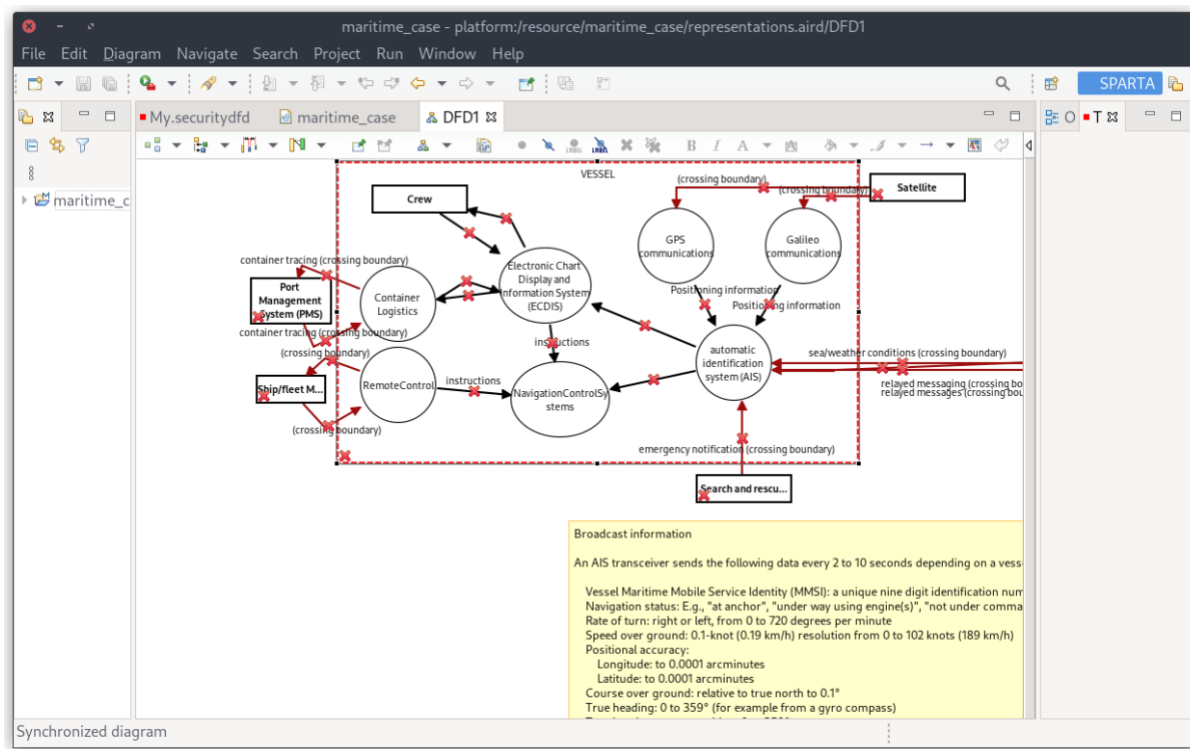 maritime_case - platform:/resource/maritime_case/representations.aird/DFD1
File Edit Diagram Navigate Search Project Run Window Help
SPARTA
My.securitydfd
maritime_case
DFD1
O
T
B I A
maritime_c
VESSEL
Crew
(crossing boundary)
(crossing boundary)
Satellite
GPS
communications
Galileo
communications
container tracing (crossing boundary)
Port
Management
System (PMS)
Container
Logistics
Electronic Chart
Display and
Information System
(ECDIS)
Positioning information
Positioning information
container tracing (crossing boundary)
(crossing boundary)
instructions
automatic
identification
system (AIS)
sea/weather conditions (crossing boundary)
Ship/fleet M...
RemoteControl
instructions
NavigationControlSy
stems
relayed messaging (crossing bo
relayed messages (crossing bou
(crossing boundary)
emergency notification (crossing boundary)
Search and rescu...
Broadcast information
An AIS transceiver sends the following data every 2 to 10 seconds depending on a vess
Vessel Maritime Mobile Service Identity (MMSI): a unique nine digit identification num
Navigation status: E.g., "at anchor", "under way using engine(s)", "not under comma
Rate of turn: right or left, from 0 to 720 degrees per minute
Speed over ground: 0.1-knot (0.19 km/h) resolution from 0 to 102 knots (189 km/h)
Positional accuracy:
Longitude: to 0.0001 arcminutes
Latitude: to 0.0001 arcminutes
Course over ground: relative to true north to 0.1°
True heading: 0 to 359° (for example from a gyro compass)
Synchronized diagram